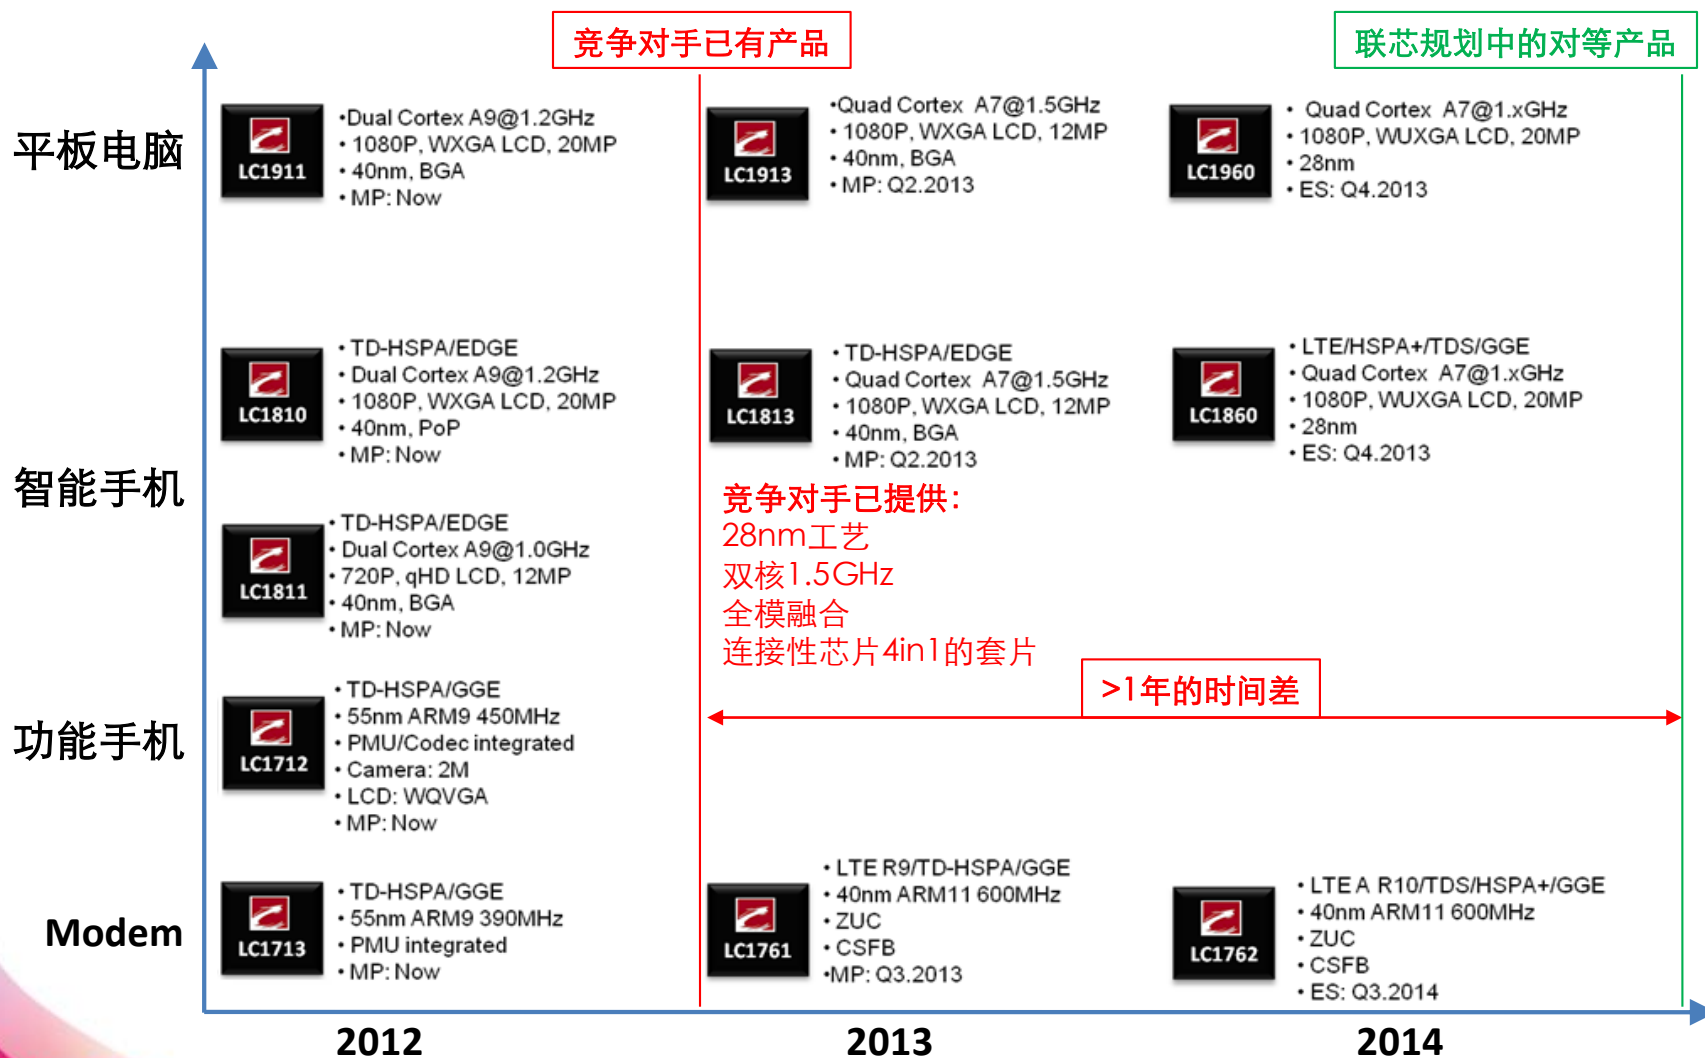 竞争对手已有产品
联芯规划中的对等产品
平板电脑
LC1911
•Dual Cortex A9@1.2GHz
• 1080P, WXGA LCD, 20MP
• 40nm, BGA
• MP: Now
LC1913
•Quad Cortex A7@1.5GHz
• 1080P, WXGA LCD, 12MP
• 40nm, BGA
• MP: Q2.2013
LC1960
• Quad Cortex A7@1.xGHz
• 1080P, WUXGA LCD, 20MP
• 28nm
• ES: Q4.2013
智能手机
LC1810
• TD-HSPA/EDGE
• Dual Cortex A9@1.2GHz
• 1080P, WXGA LCD, 20MP
• 40nm, PoP
• MP: Now
LC1813
• TD-HSPA/EDGE
• Quad Cortex A7@1.5GHz
• 1080P, WXGA LCD, 12MP
• 40nm, BGA
• MP: Q2.2013
LC1860
• LTE/HSPA+/TDS/GGE
• Quad Cortex A7@1.xGHz
• 1080P, WUXGA LCD, 20MP
• 28nm
• ES: Q4.2013
LC1811
• TD-HSPA/EDGE
• Dual Cortex A9@1.0GHz
• 720P, qHD LCD, 12MP
• 40nm, BGA
• MP: Now
竞争对手已提供：
28nm工艺
双核1.5GHz
全模融合
连接性芯片4in1的套片
>1年的时间差
功能手机
LC1712
• TD-HSPA/GGE
• 55nm ARM9 450MHz
• PMU/Codec integrated
• Camera: 2M
• LCD: WQVGA
• MP: Now
Modem
LC1713
• TD-HSPA/GGE
• 55nm ARM9 390MHz
• PMU integrated
• MP: Now
LC1761
• LTE R9/TD-HSPA/GGE
• 40nm ARM11 600MHz
• ZUC
• CSFB
•MP: Q3.2013
LC1762
• LTE A R10/TDS/HSPA+/GGE
• 40nm ARM11 600MHz
• ZUC
• CSFB
• ES: Q3.2014
2012
2013
2014